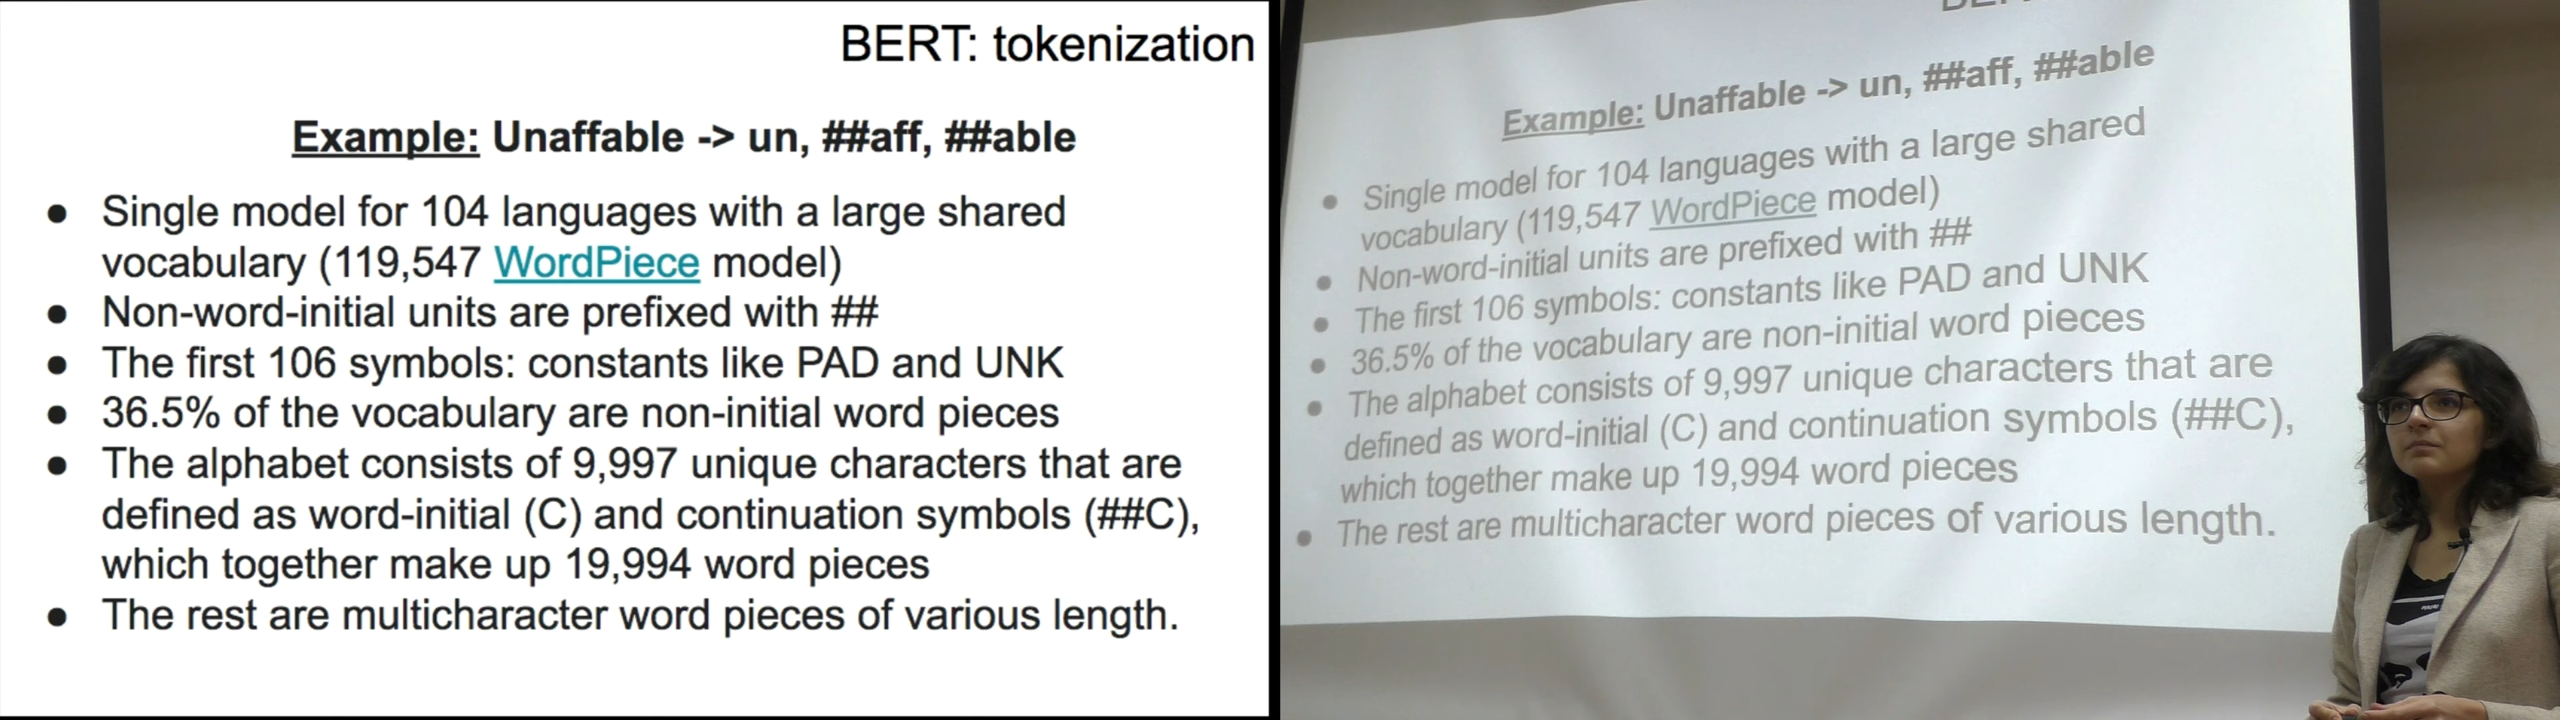 BERT: tokenization
Example: Unaffable -> un, ##aff, ##able
● Single model for 104 languages with a large shared
vocabulary (119,547 WordPiece model)
● Non-word-initial units are prefixed with ##
● The first 106 symbols: constants like PAD and UNK
● 36.5% of the vocabulary are non-initial word pieces
● The alphabet consists of 9,997 unique characters that are
defined as word-initial (C) and continuation symbols (##C),
which together make up 19,994 word pieces
● The rest are multicharacter word pieces of various length.
Example: Unaffable -> un, ##aff, ##able
● Single model for 104 languages with a large shared
vocabulary (119,547 WordPiece model)
● Non-word-initial units are prefixed with ##
● The first 106 symbols: constants like PAD and UNK
● 36.5% of the vocabulary are non-initial word pieces
● The alphabet consists of 9,997 unique characters that are
defined as word-initial (C) and continuation symbols (##C),
which together make up 19,994 word pieces
● The rest are multicharacter word pieces of various length.